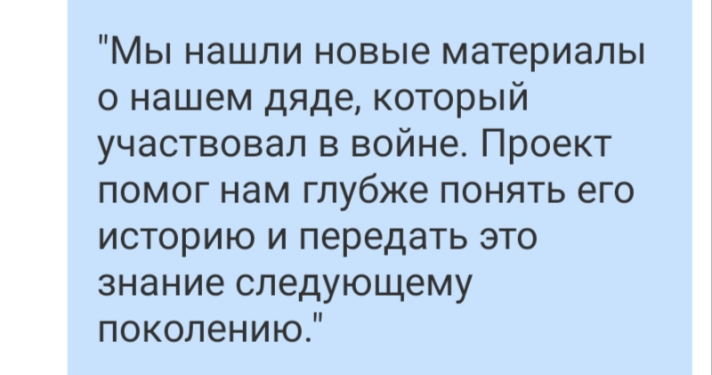 "Мы нашли новые материалы
о нашем дяде, который
участвовал в войне. Проект
помог нам глубже понять его
историю и передать это
знание следующему
поколению."